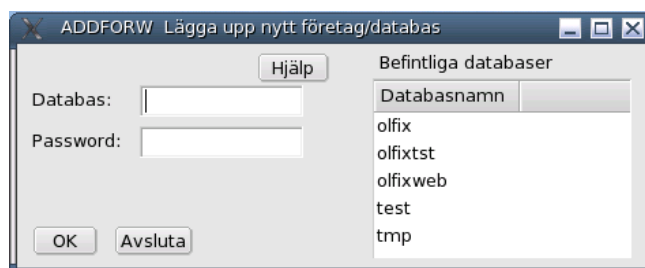 ADDFORW Lägga upp nytt företag/databas
Hjälp
Databas:
Password:
OK
Avsluta
Befintliga databaser
Databasnamn
olfix
olfixtst
olfixweb
test
tmp